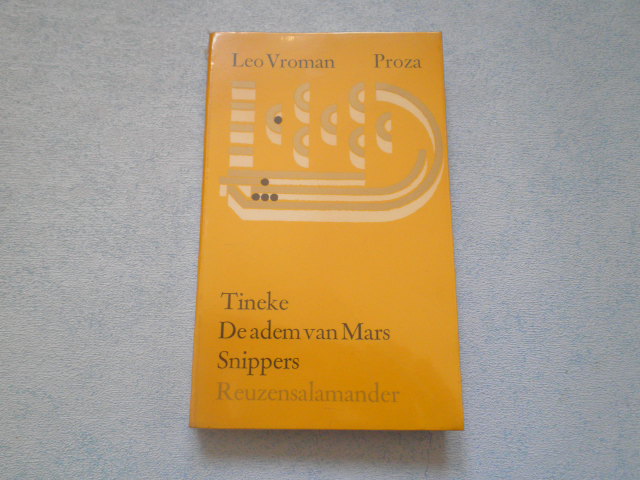 Leo Vroman Proza
Tineke
De adem van Mars
Snippers
Reuzensalamander